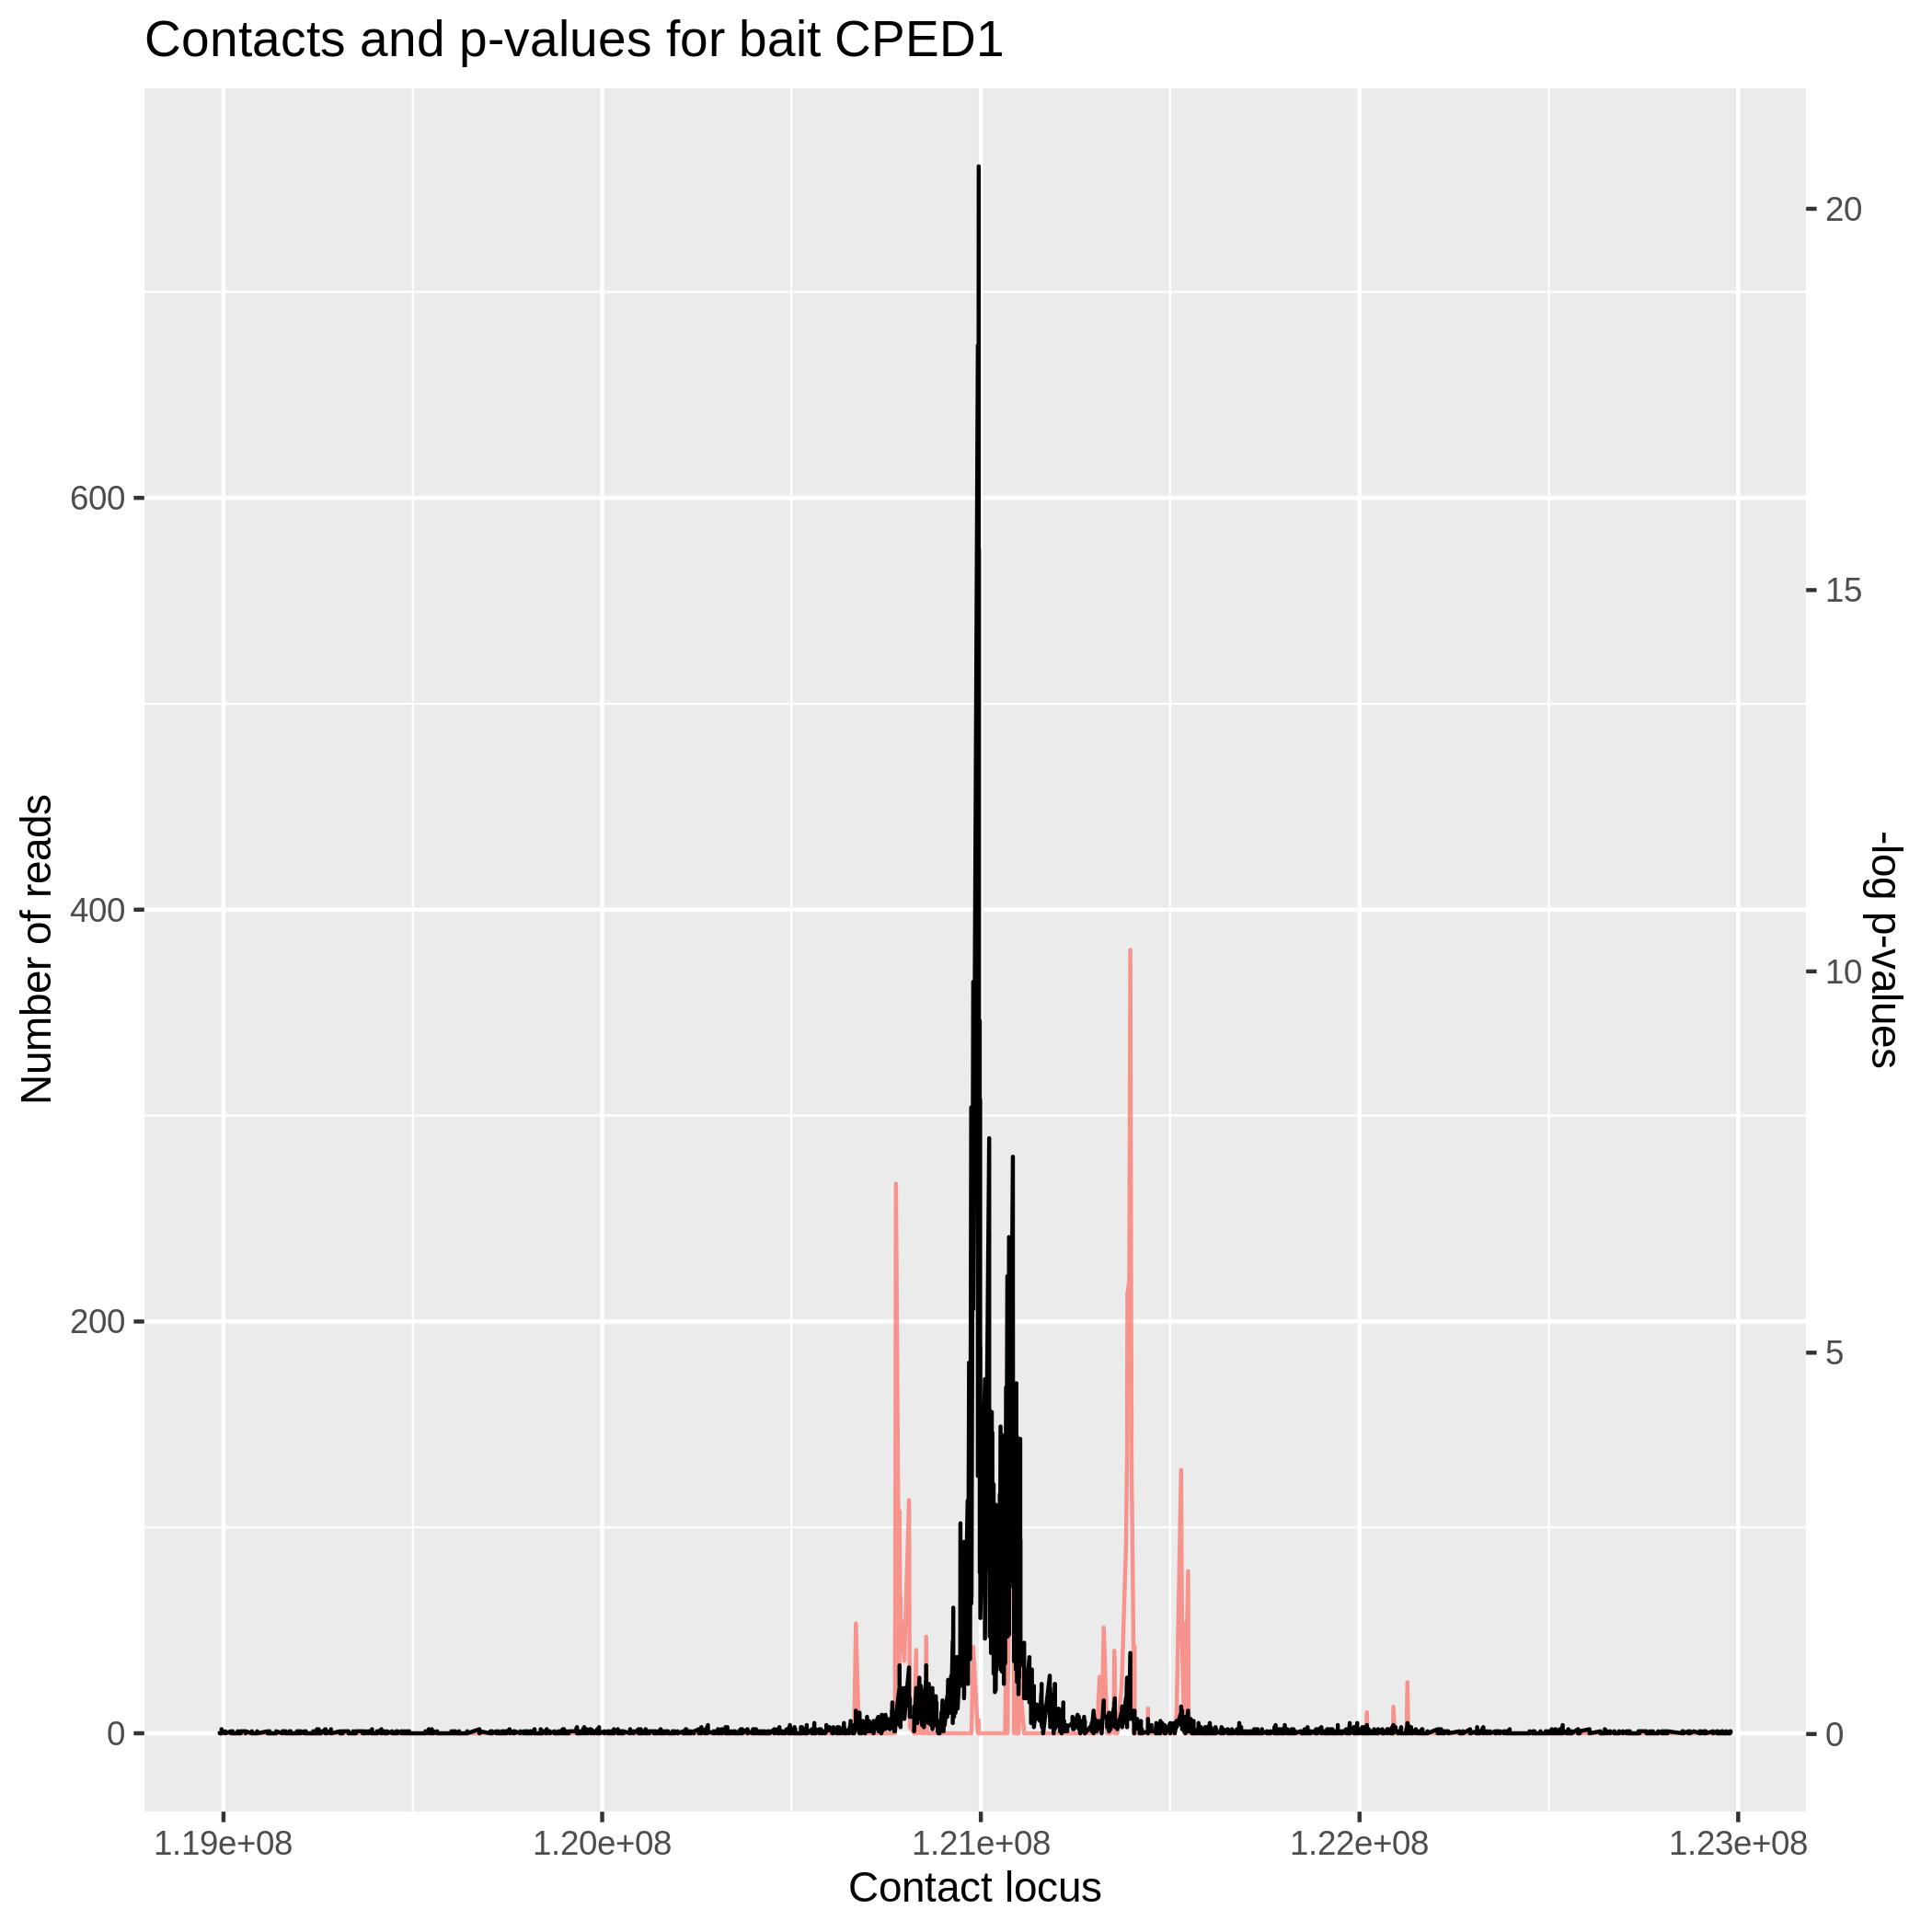 Contacts and p-values for bait CPED1
Number of reads
600
400
200
0
20
15
10
5
0
-log p-values
1.19e+08
1.20e+08
1.21e+08
1.22e+08
1.23e+08
Contact locus